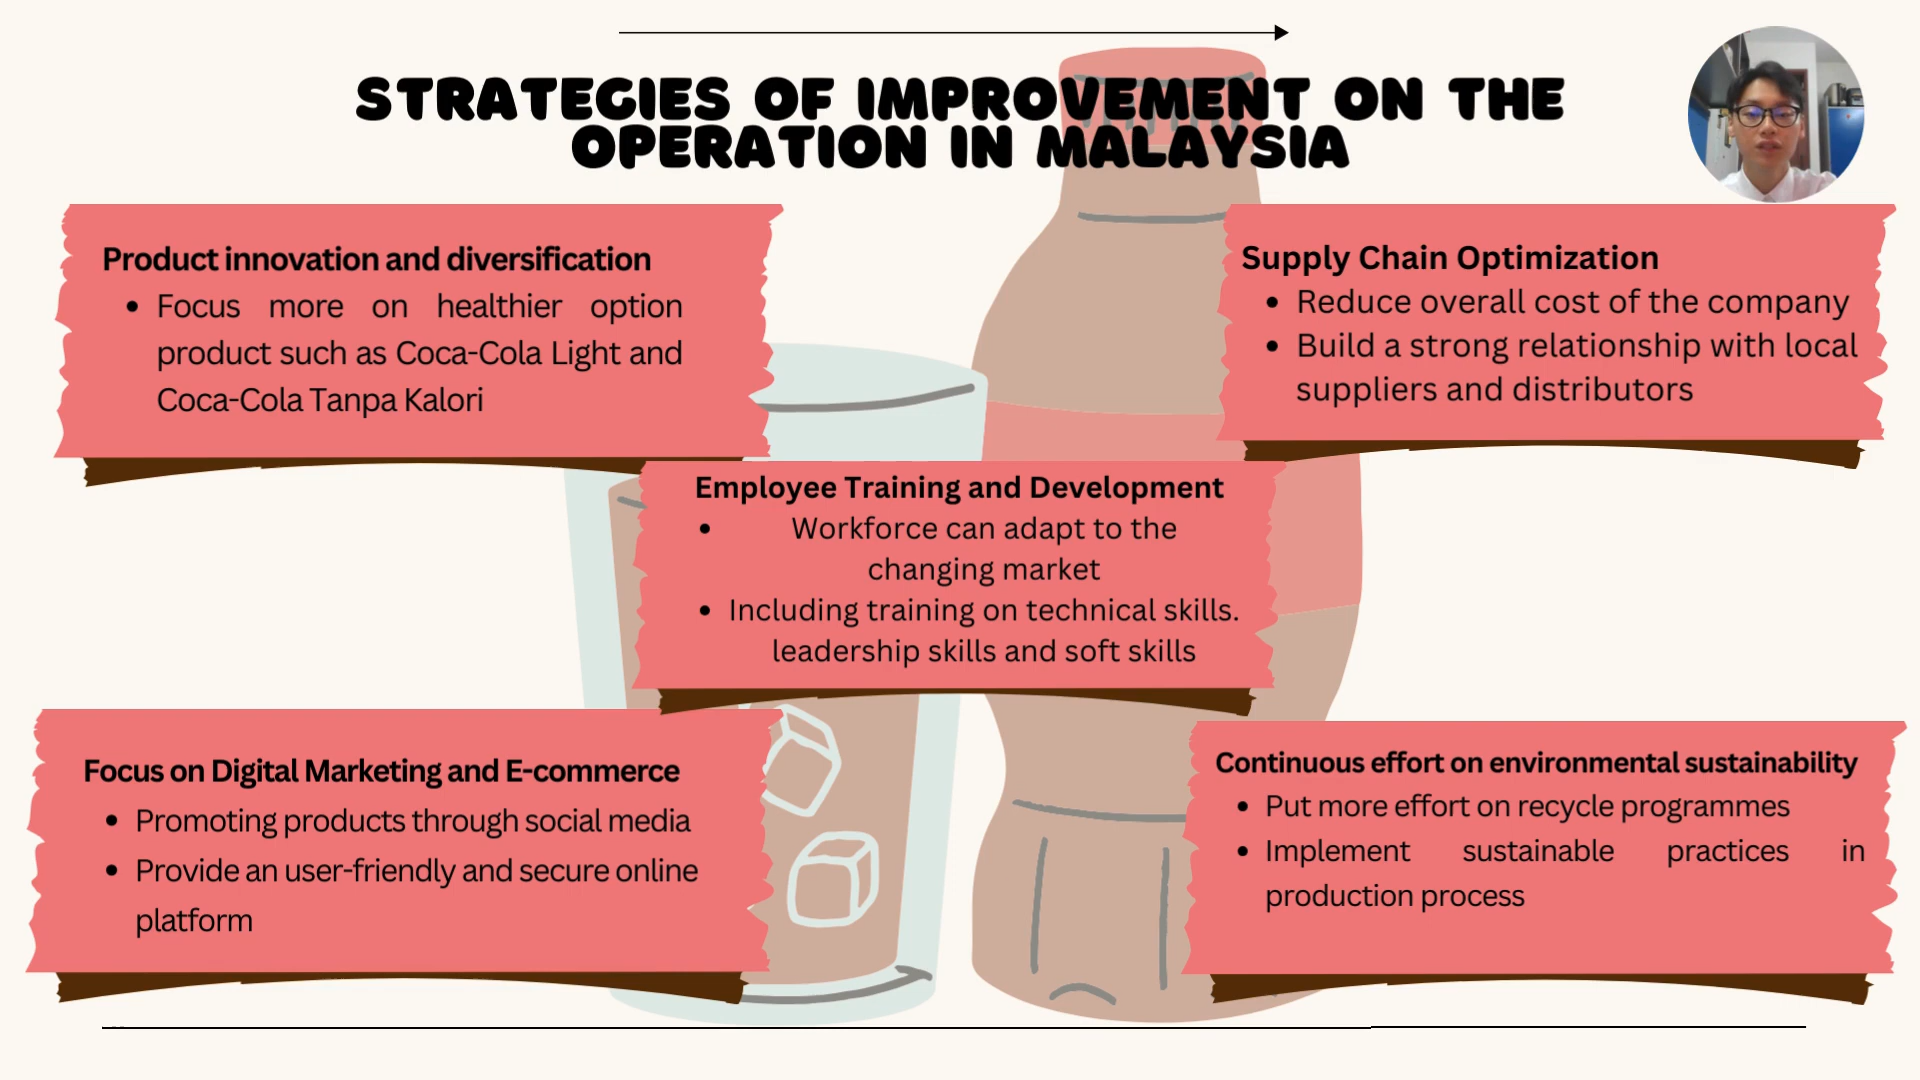 STRATEGIES OF IMPROVEMENT ON THE
OPERATION IN MALAYSIA
Product innovation and diversification
• Focus more on healthier option
product such as Coca-Cola Light and
Coca-Cola Tanpa Kalori
Supply Chain Optimization
• Reduce overall cost of the company
• Build a strong relationship with local
suppliers and distributors
Employee Training and Development
• Workforce can adapt to the
changing market
• Including training on technical skills.
leadership skills and soft skills
Focus on Digital Marketing and E-commerce
• Promoting products through social media
• Provide an user-friendly and secure online
platform
Continuous effort on environmental sustainability
• Put more effort on recycle programmes
• Implement sustainable practices in
production process